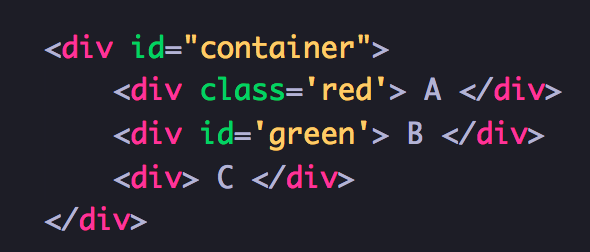 <div id="container">
    <div class='red'> A </div>
    <div id='green'> B </div>
    <div> C </div>
</div>